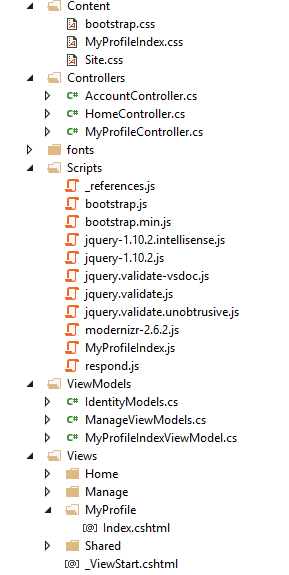 Content
bootstrap.css
MyProfileIndex.css
Site.css
Controllers
C# AccountController.cs
C# HomeController.cs
C# MyProfileController.cs
fonts
Scripts
_references.js
bootstrap.js
bootstrap.min.js
jquery-1.10.2.intellisense.js
jquery-1.10.2.js
jquery.validate-vsdoc.js
jquery.validate.js
jquery.validate.unobtrusive.js
modernizr-2.6.2.js
MyProfileIndex.js
respond.js
ViewModels
C# IdentityModels.cs
C# ManageViewModels.cs
C# MyProfileIndexViewModel.cs
Views
Home
Manage
MyProfile
[@] Index.cshtml
Shared
[@] _ViewStart.cshtml